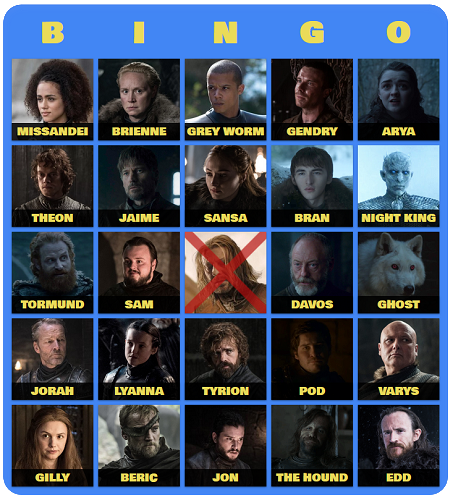 B I N G O
MISSANDEI BRIENNE GREY WORM GENDRY ARYA
THEON JAIME SANSA BRAN NIGHT KING
TORMUND SAM DAVOS GHOST
JORAH LYANNA TYRION POD VARYS
GILLY BERIC JON THE HOUND EDD